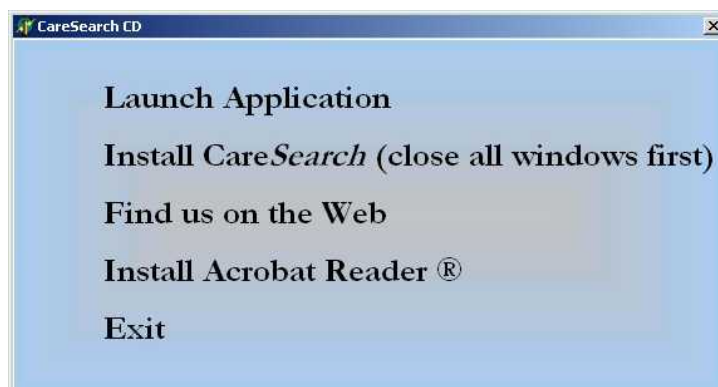 CareSearch CD
Launch Application
Install CareSearch (close all windows first)
Find us on the Web
Install Acrobat Reader ®
Exit